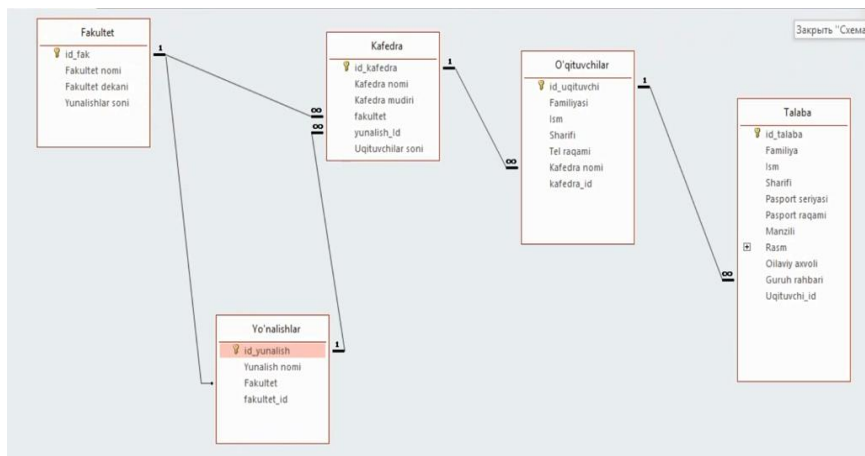 Закрыть "Схема
Fakultet
id_fak
Fakultet nomi
Fakultet dekani
Yunalishlar soni
1
Kafedra
id_kafedra
Kafedra nomi
Kafedra mudiri
fakultet
yunalish_Id
Uqituvchilar soni
∞
∞
1
O'qituvchilar
id_uqituvchi
Familiyasi
Ism
Sharifi
Tel raqami
Kafedra nomi
kafedra_id
∞
1
Talaba
id_talaba
Familiya
Ism
Sharifi
Pasport seriyasi
Pasport raqami
Manzili
Rasm
Oilaviy axvoli
Guruh rahbari
Uqituvchi_id
∞
Yo'nalishlar
id_yunalish
Yunalish nomi
Fakultet
fakultet_id
1